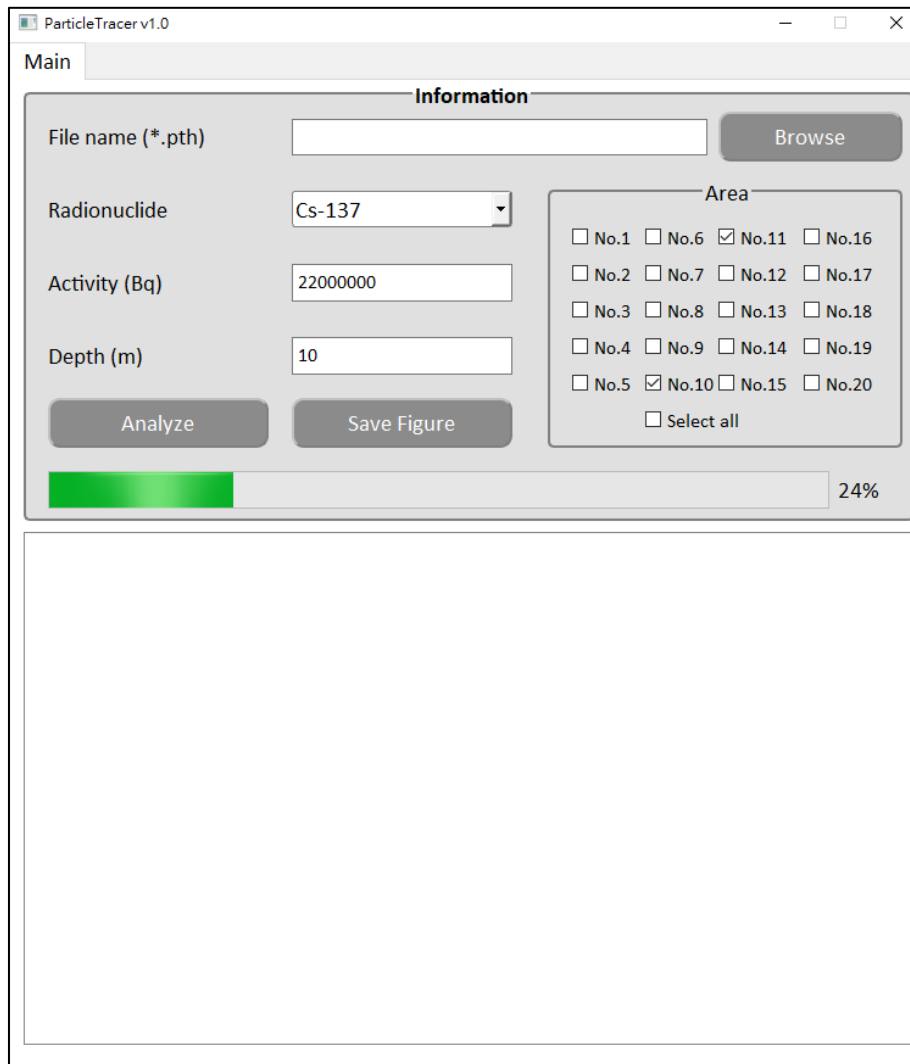 ParticleTracer v1.0
Main
Information
File name (*.pth)
Browse
Radionuclide
Cs-137
Area
No.1 No.6 No.11 No.16
Activity (Bq)
22000000
No.2 No.7 No.12 No.17
No.3 No.8 No.13 No.18
Depth (m)
10
No.4 No.9 No.14 No.19
No.5 No.10 No.15 No.20
Analyze
Save Figure
Select all
24%